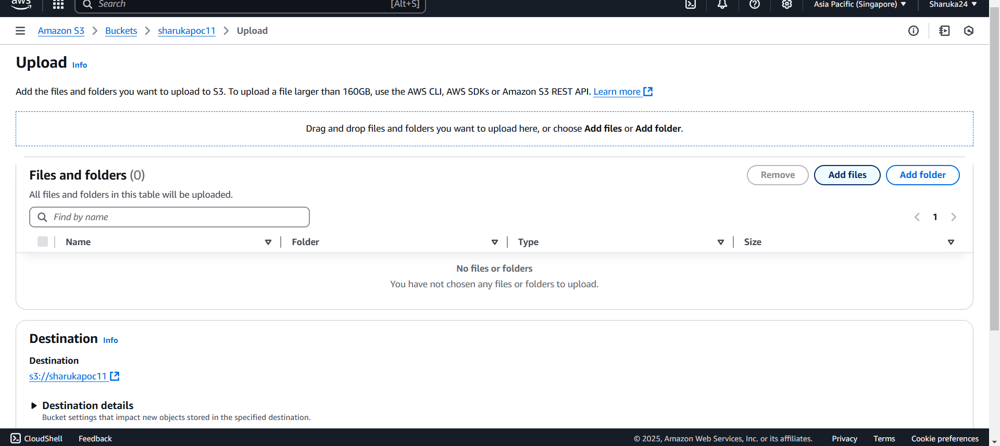 aws
Search [Alt+S] Asia Pacific (Singapore) Sharuka24
Amazon S3 > Buckets > sharukapoc11 > Upload
Upload Info
Add the files and folders you want to upload to S3. To upload a file larger than 160GB, use the AWS CLI, AWS SDKs or Amazon S3 REST API. Learn more
Drag and drop files and folders you want to upload here, or choose Add files or Add folder.
Files and folders (0) Remove Add files Add folder
All files and folders in this table will be uploaded.
Find by name 1
Name Folder Type Size
No files or folders
You have not chosen any files or folders to upload.
Destination Info
Destination
s3://sharukapoc11
Destination details
Bucket settings that impact new objects stored in the specified destination.
CloudShell Feedback © 2025, Amazon Web Services, Inc. or its affiliates. Privacy Terms Cookie preferences